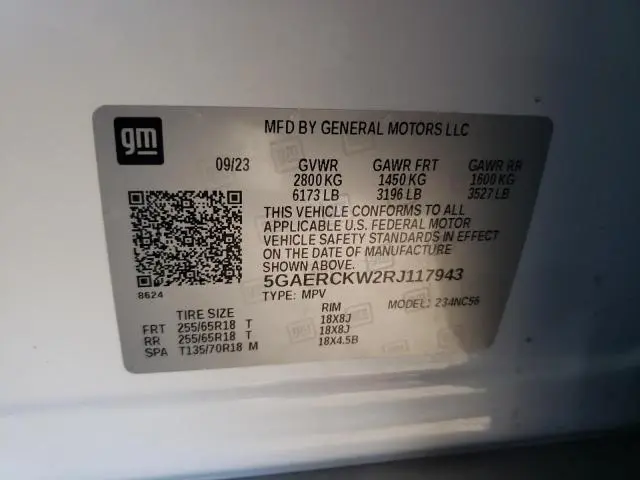 gm
MFD BY GENERAL MOTORS LLC
09/23 GVWR GAWR FRT GAWR RR
2800 KG 1450 KG 1600 KG
6173 LB 3196 LB 3527 LB
THIS VEHICLE CONFORMS TO ALL
APPLICABLE U.S. FEDERAL MOTOR
VEHICLE SAFETY STANDARDS IN EFFECT
ON THE DATE OF MANUFACTURE
SHOWN ABOVE.
5GAERCKW2RJ117943
8624
TYPE: MPV MODEL: 234NC56
TIRE SIZE RIM
FRT 255/65R18 T 18X8J
RR 255/65R18 T 18X8J
SPA T135/70R18 M 18X4.5B